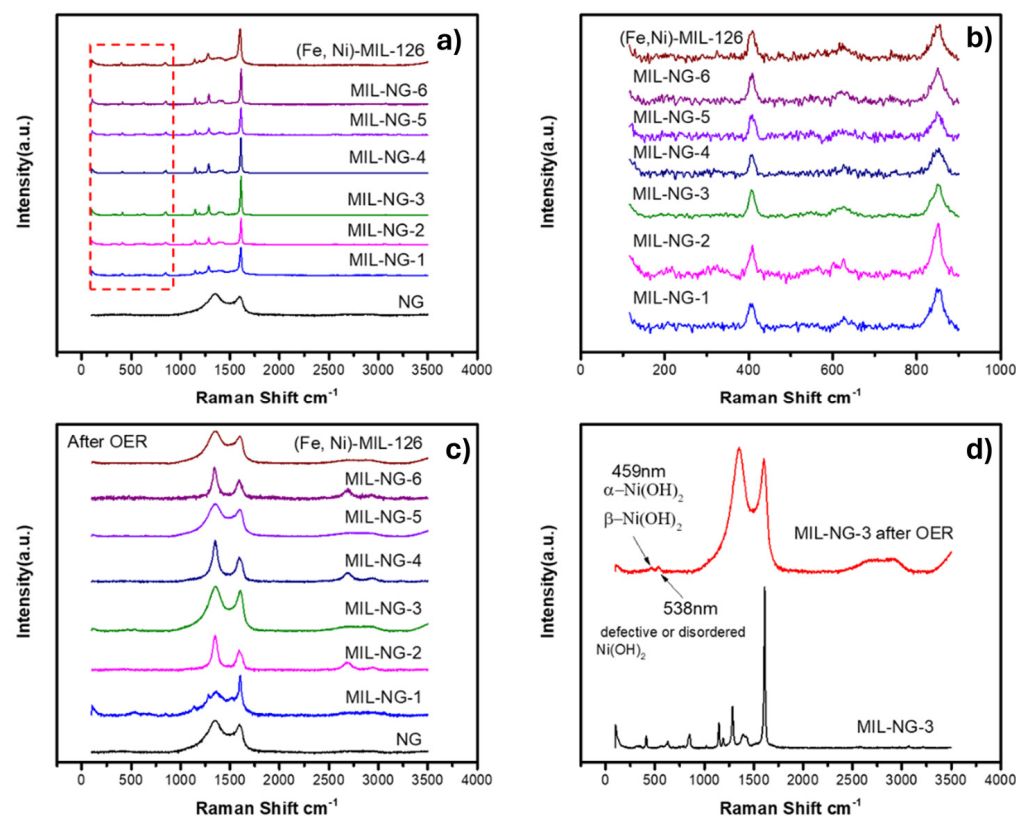 a)
(Fe, Ni)-MIL-126
MIL-NG-6
MIL-NG-5
MIL-NG-4
MIL-NG-3
MIL-NG-2
MIL-NG-1
NG
Intensity(a.u.)
0 500 1000 1500 2000 2500 3000 3500 4000
Raman Shift cm⁻¹
b)
(Fe,Ni)-MIL-126
MIL-NG-6
MIL-NG-5
MIL-NG-4
MIL-NG-3
MIL-NG-2
MIL-NG-1
Intensity(a.u.)
0 200 400 600 800 1000
Raman Shift cm⁻¹
c)
After OER
(Fe, Ni)-MIL-126
MIL-NG-6
MIL-NG-5
MIL-NG-4
MIL-NG-3
MIL-NG-2
MIL-NG-1
NG
Intensity(a.u.)
0 500 1000 1500 2000 2500 3000 3500 4000
Raman Shift cm⁻¹
d)
459nm
α–Ni(OH)₂
β–Ni(OH)₂
MIL-NG-3 after OER
538nm
defective or disordered
Ni(OH)₂
MIL-NG-3
Intensity(a.u.)
0 500 1000 1500 2000 2500 3000 3500 4000
Raman Shift cm⁻¹